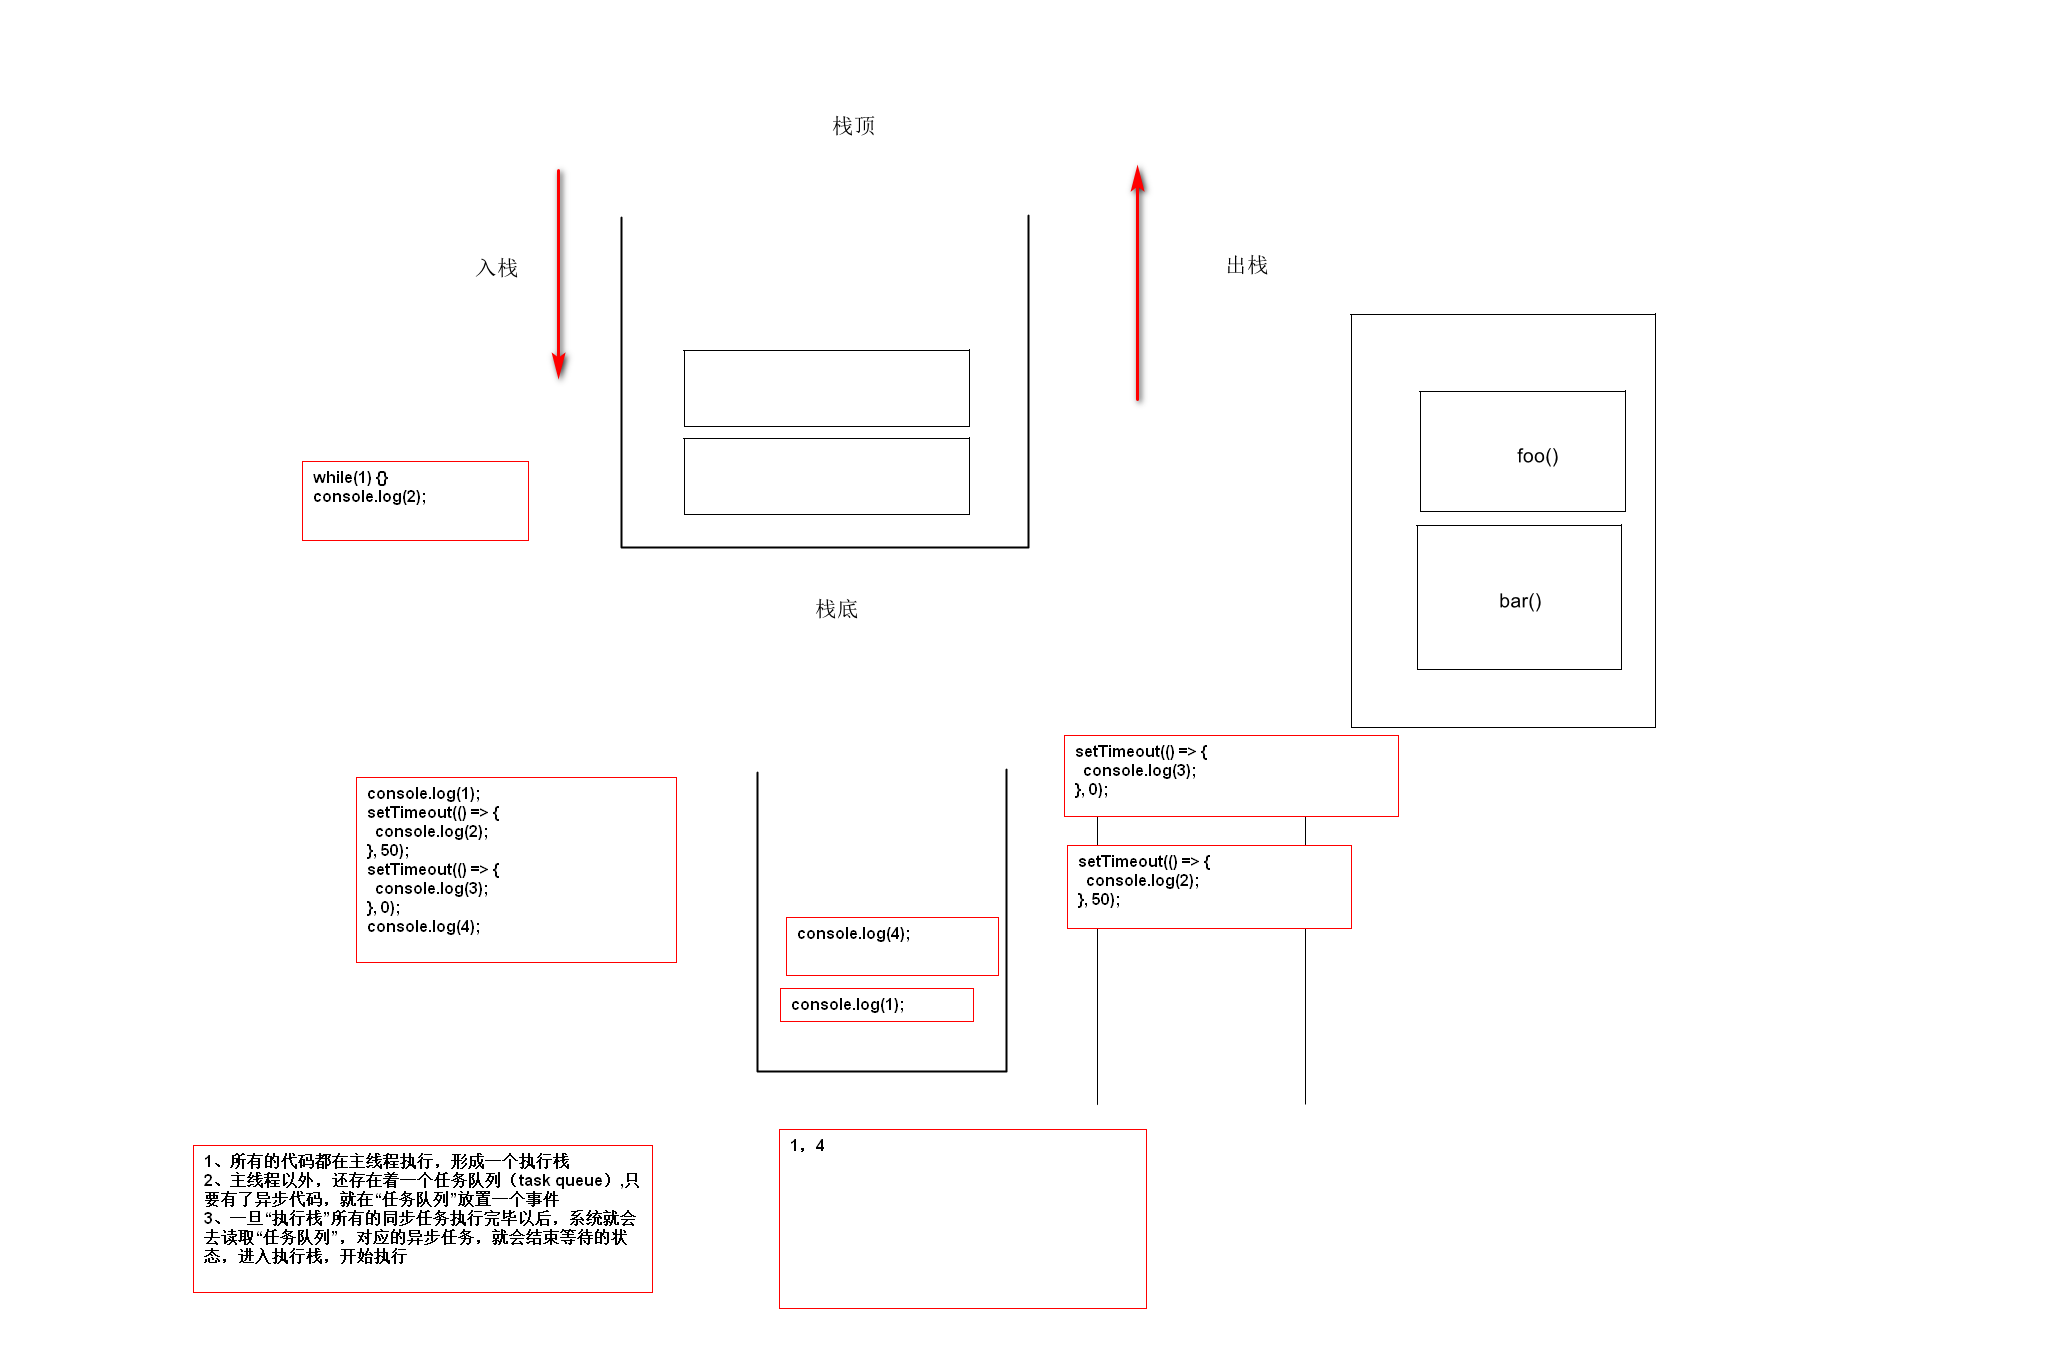 栈顶
入栈
出栈
while(1) {}
console.log(2);
foo()
bar()
栈底
setTimeout(() => {
  console.log(3);
}, 0);
console.log(1);
setTimeout(() => {
  console.log(2);
}, 50);
setTimeout(() => {
  console.log(3);
}, 0);
console.log(4);
setTimeout(() => {
  console.log(2);
}, 50);
console.log(4);
console.log(1);
1，4
1、所有的代码都在主线程执行，形成一个执行栈
2、主线程以外，还存在着一个任务队列（task queue）,只
要有了异步代码，就在“任务队列”放置一个事件
3、一旦“执行栈”所有的同步任务执行完毕以后，系统就会
去读取“任务队列”，对应的异步任务，就会结束等待的状
态，进入执行栈，开始执行